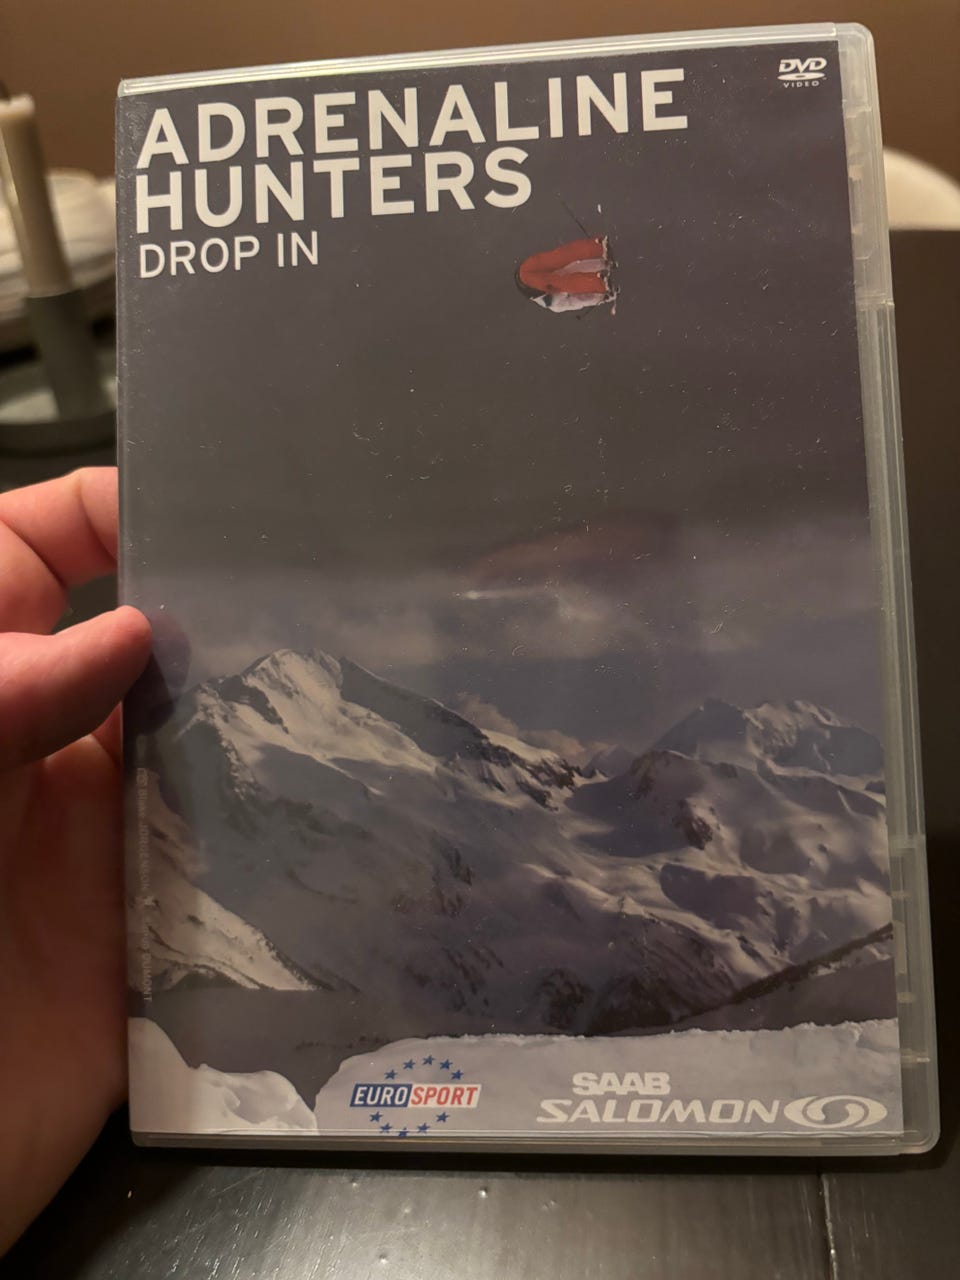 ADRENALINE
HUNTERS
DROP IN
DVD
VIDEO
EUROSPORT
SAAB
SALOMON